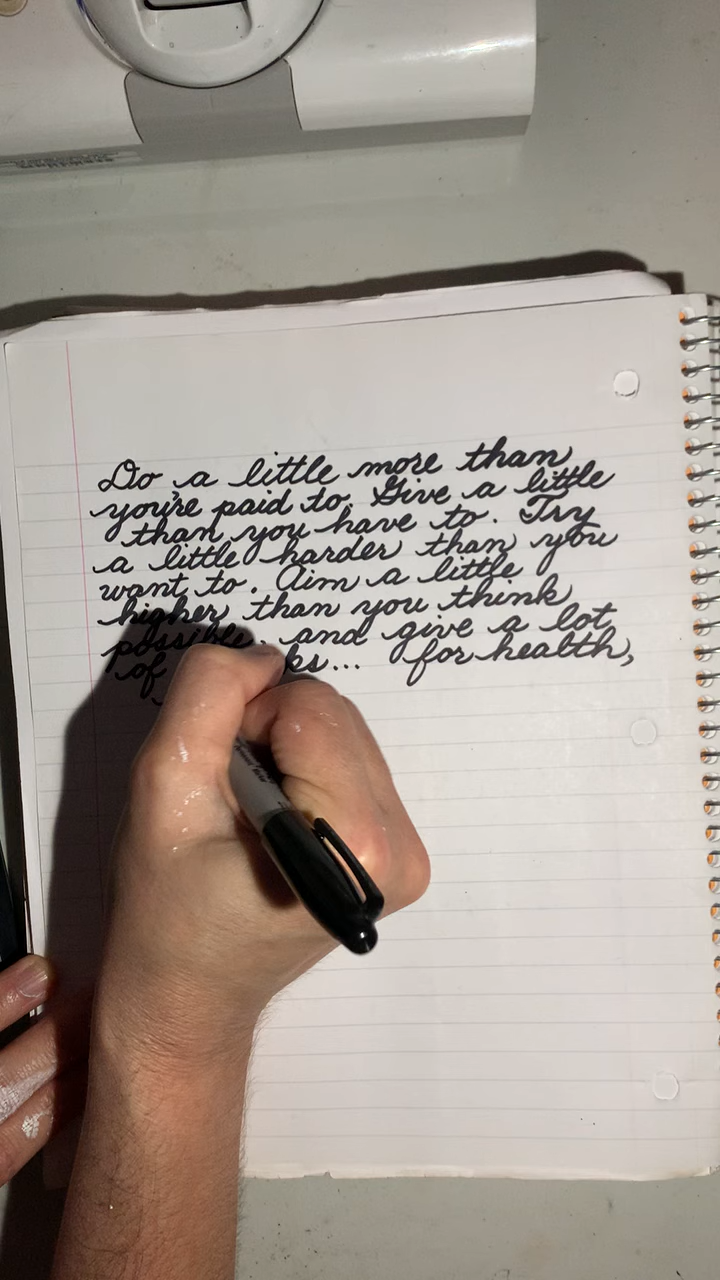 Do a little more than
you're paid to. Give a little
than you have to. Try
a little harder than you
want to. Aim a little
higher than you think
possible, and give a lot
of ks... for health,